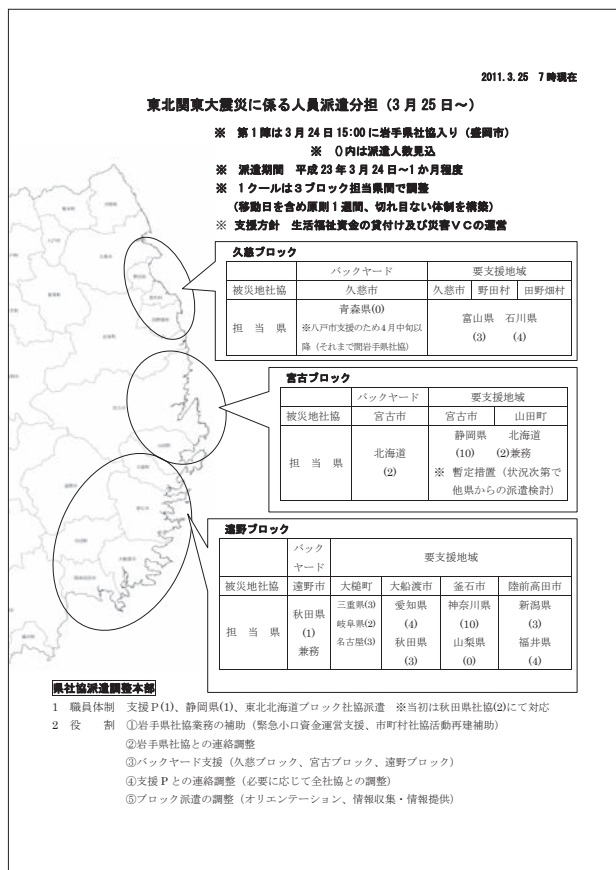 2011.3.25　7時現在
東北関東大震災に係る人員派遣分担（3月25日～）
※　第1陣は3月24日15:00に岩手県社協入り（盛岡市）
※　()内は派遣人数見込
※　派遣期間　平成23年3月24日～1か月程度
※　1クールは3ブロック担当県間で調整
（移動日を含め原則1週間、切れ目ない体制を構築）
※　支援方針　生活福祉資金の貸付け及び災害VCの運営
久慈ブロック
バックヤード　要支援地域
被災地社協　久慈市　久慈市　野田村　田野畑村
担　当　県
青森県(0)
※八戸市支援のため4月中旬以
降（それまで間岩手県社協）
富山県　石川県
(3)　(4)
宮古ブロック
バックヤード　要支援地域
被災地社協　宮古市　宮古市　山田町
担　当　県
北海道
(2)
静岡県　北海道
(10)　(2)兼務
※　暫定措置（状況次第で
他県からの派遣検討）
遠野ブロック
バック
ヤード
要支援地域
被災地社協　遠野市　大槌町　大船渡市　釜石市　陸前高田市
担　当　県
秋田県
(1)
兼務
三重県(3)
岐阜県(2)
名古屋(3)
愛知県
(4)
秋田県
(3)
神奈川県
(10)
山梨県
(0)
新潟県
(3)
福井県
(4)
県社協派遣調整本部
1　職員体制　支援P(1)、静岡県(1)、東北北海道ブロック社協派遣　※当初は秋田県社協(2)にて対応
2　役　　割　①岩手県社協業務の補助（緊急小口資金運営支援、市町村社協活動再建補助）
②岩手県社協との連絡調整
③バックヤード支援（久慈ブロック、宮古ブロック、遠野ブロック）
④支援Pとの連絡調整（必要に応じて全社協との調整）
⑤ブロック派遣の調整（オリエンテーション、情報収集・情報提供）